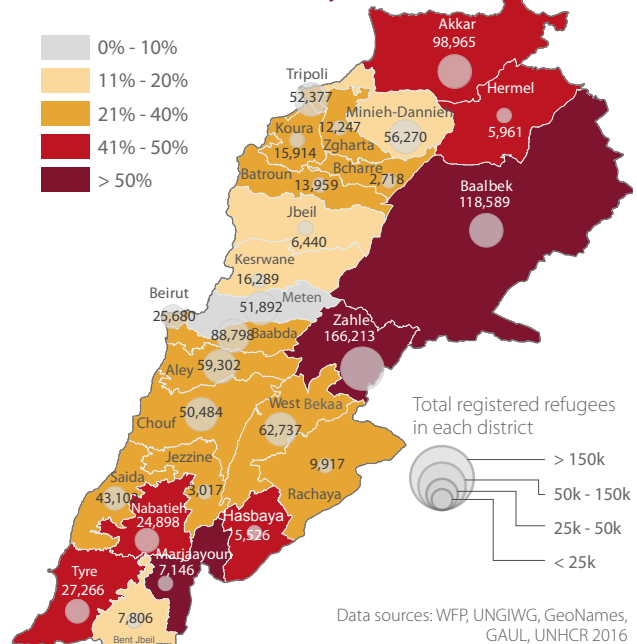 0% - 10%
11% - 20%
21% - 40%
41% - 50%
> 50%
Akkar
98,965
Hermel
5,961
Tripoli
52,377
Minieh-Dannien
56,270
12,247
Zgharta
Koura
15,914
Bcharre
2,718
Batroun
13,959
Baalbek
118,589
Jbeil
6,440
Kesrwane
16,289
Meten
51,892
Beirut
25,680
Zahle
166,213
88,798
Baabda
Aley
59,302
West Bekaa
62,737
50,484
Chouf
Total registered refugees
in each district
> 150k
50k - 150k
25k - 50k
< 25k
Jezzine
3,017
9,917
Rachaya
Saida
43,102
Nabatieh
24,898
Hasbaya
5,526
Marjaayoun
7,146
Tyre
27,266
7,806
Bent Jbeil
Data sources: WFP, UNGIWG, GeoNames,
GAUL, UNHCR 2016